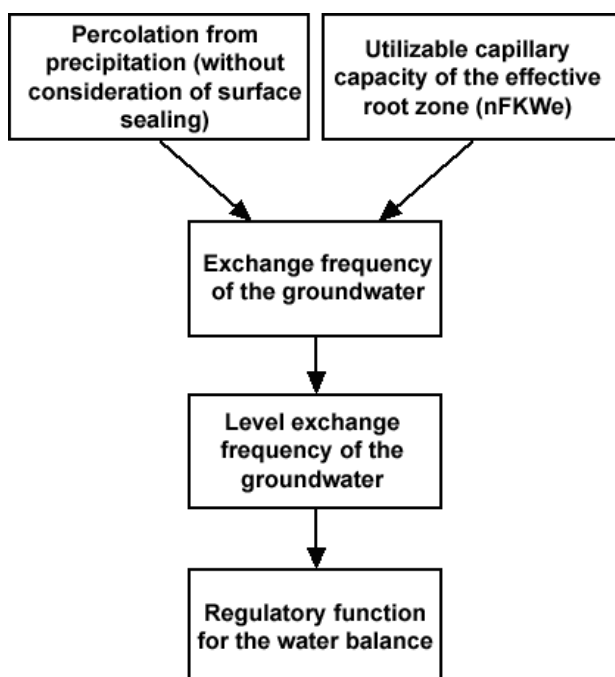 Percolation from
precipitation (without
consideration of surface
sealing)
Utilizable capillary
capacity of the effective
root zone (nFKWe)
Exchange frequency
of the groundwater
Level exchange
frequency of the
groundwater
Regulatory function
for the water balance